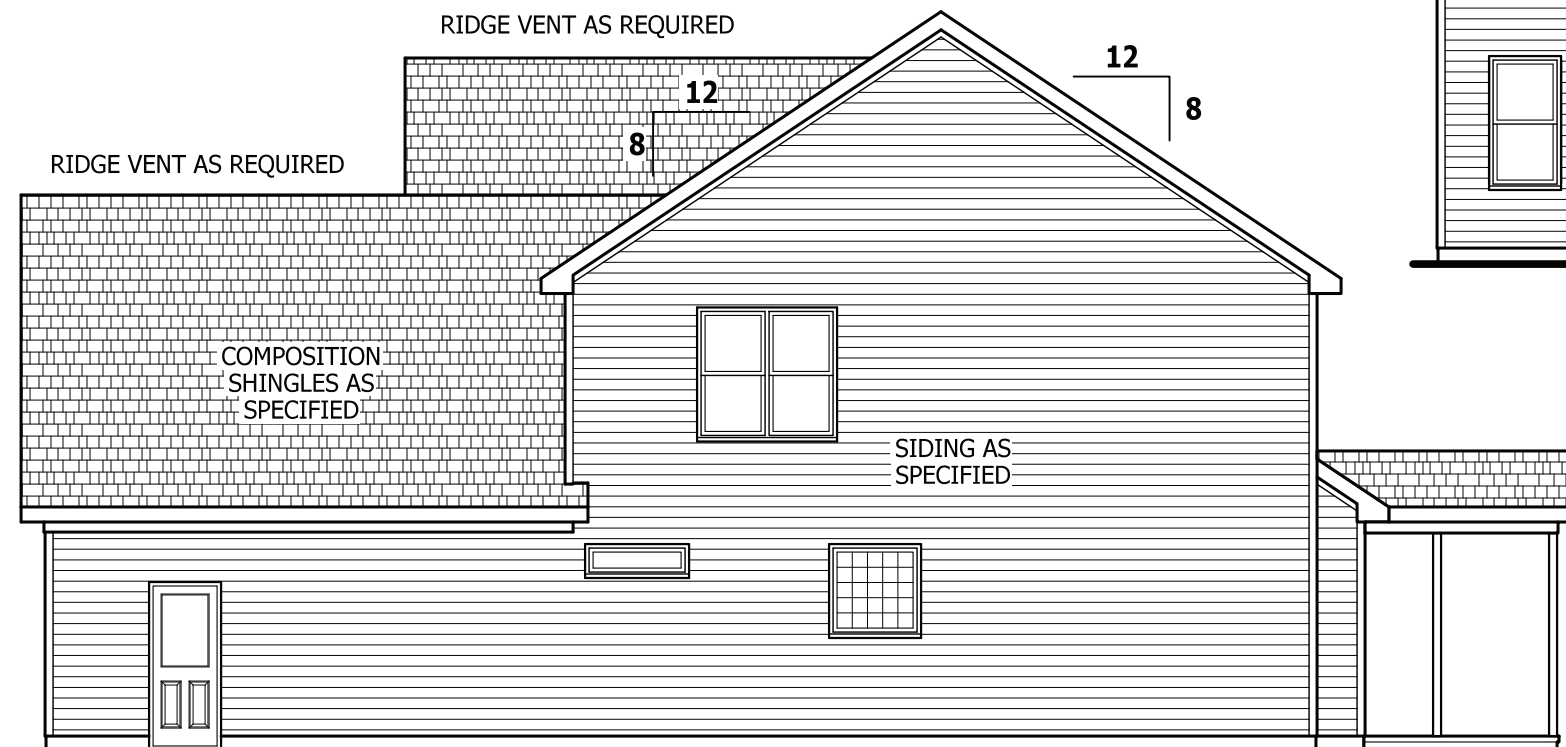 RIDGE VENT AS REQUIRED
12
8
12
8
RIDGE VENT AS REQUIRED
COMPOSITION
SHINGLES AS
SPECIFIED
SIDING AS
SPECIFIED